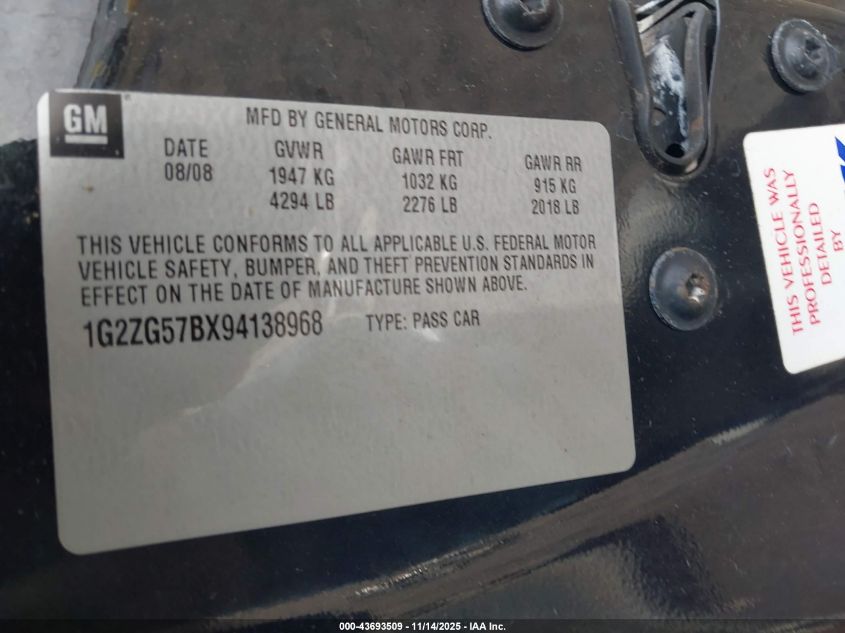 GM
MFD BY GENERAL MOTORS CORP.
DATE GVWR GAWR FRT GAWR RR
08/08 1947 KG 1032 KG 915 KG
4294 LB 2276 LB 2018 LB
THIS VEHICLE CONFORMS TO ALL APPLICABLE U.S. FEDERAL MOTOR
VEHICLE SAFETY, BUMPER, AND THEFT PREVENTION STANDARDS IN
EFFECT ON THE DATE OF MANUFACTURE SHOWN ABOVE.
1G2ZG57BX94138968 TYPE: PASS CAR
THIS VEHICLE WAS
PROFESSIONALLY
DETAILED
BY
000-43693509 - 11/14/2025 - IAA Inc.